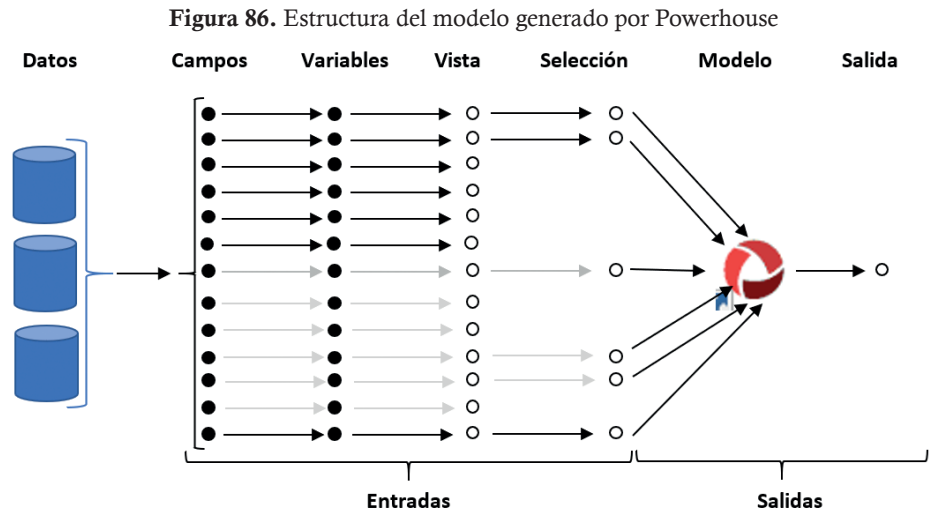 Figura 86. Estructura del modelo generado por Powerhouse
Datos Campos Variables Vista Selección Modelo Salida
Entradas Salidas